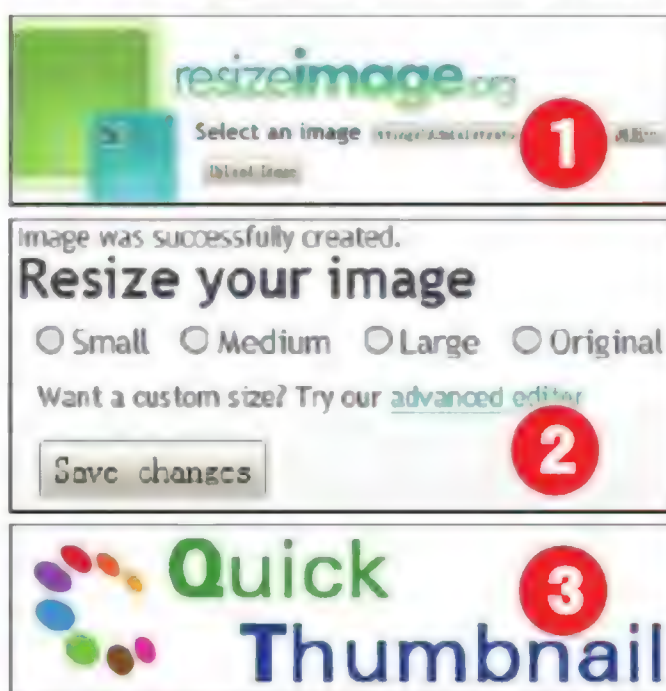 resizeimage.org
Select an image
1
Image was successfully created.
Resize your image
Small Medium Large Original
Want a custom size? Try our advanced editor
2
Save changes
3
Quick
Thumbnail